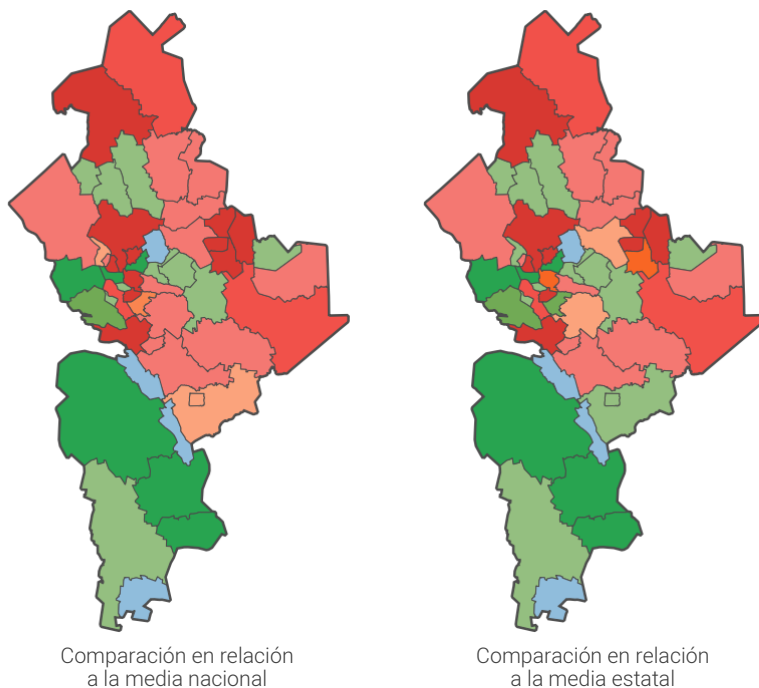 Comparación en relación
a la media nacional
Comparación en relación
a la media estatal